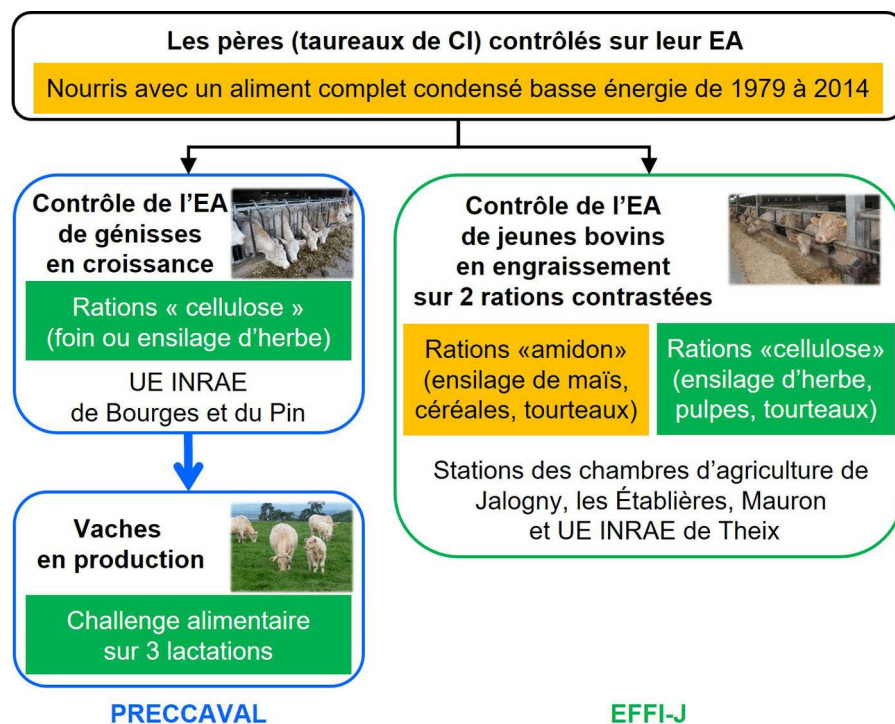 Les pères (taureaux de CI) contrôlés sur leur EA
Nourris avec un aliment complet condensé basse énergie de 1979 à 2014
Contrôle de l’EA
de génisses
en croissance
Rations « cellulose »
(foin ou ensilage d’herbe)
UE INRAE
de Bourges et du Pin
Vaches
en production
Challenge alimentaire
sur 3 lactations
PRECCAVAL
Contrôle de l’EA
de jeunes bovins
en engraissement
sur 2 rations contrastées
Rations «amidon»
(ensilage de maïs,
céréales, tourteaux)
Rations «cellulose»
(ensilage d’herbe,
pulpes, tourteaux)
Stations des chambres d’agriculture de
Jalogny, les Établières, Mauron
et UE INRAE de Theix
EFFI-J